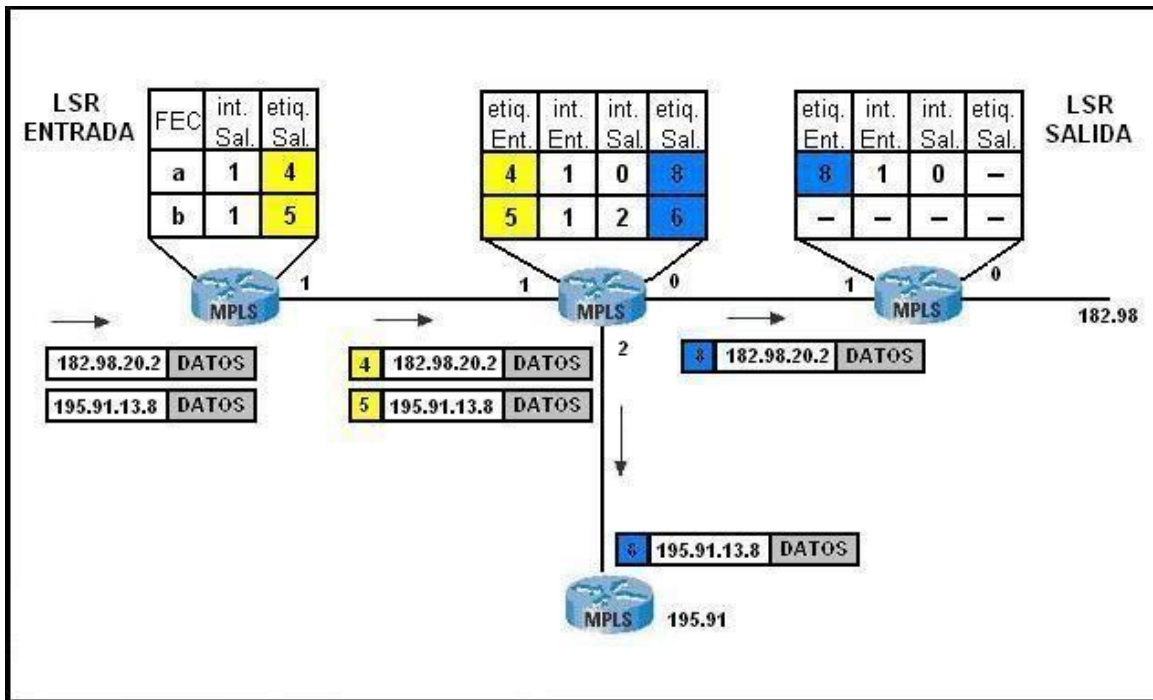 LSR
ENTRADA
FEC int. Sal. etiq. Sal.
a 1 4
b 1 5
etiq. Ent. int. Ent. int. Sal. etiq. Sal.
4 1 0 8
5 1 2 6
etiq. Ent. int. Ent. int. Sal. etiq. Sal.
8 1 0 –
– – – –
LSR
SALIDA
MPLS 1
1 MPLS 0
1 MPLS 0
182.98
182.98.20.2 DATOS
195.91.13.8 DATOS
4 182.98.20.2 DATOS
5 195.91.13.8 DATOS
2
8 182.98.20.2 DATOS
195.91.13.8 DATOS
MPLS 195.91